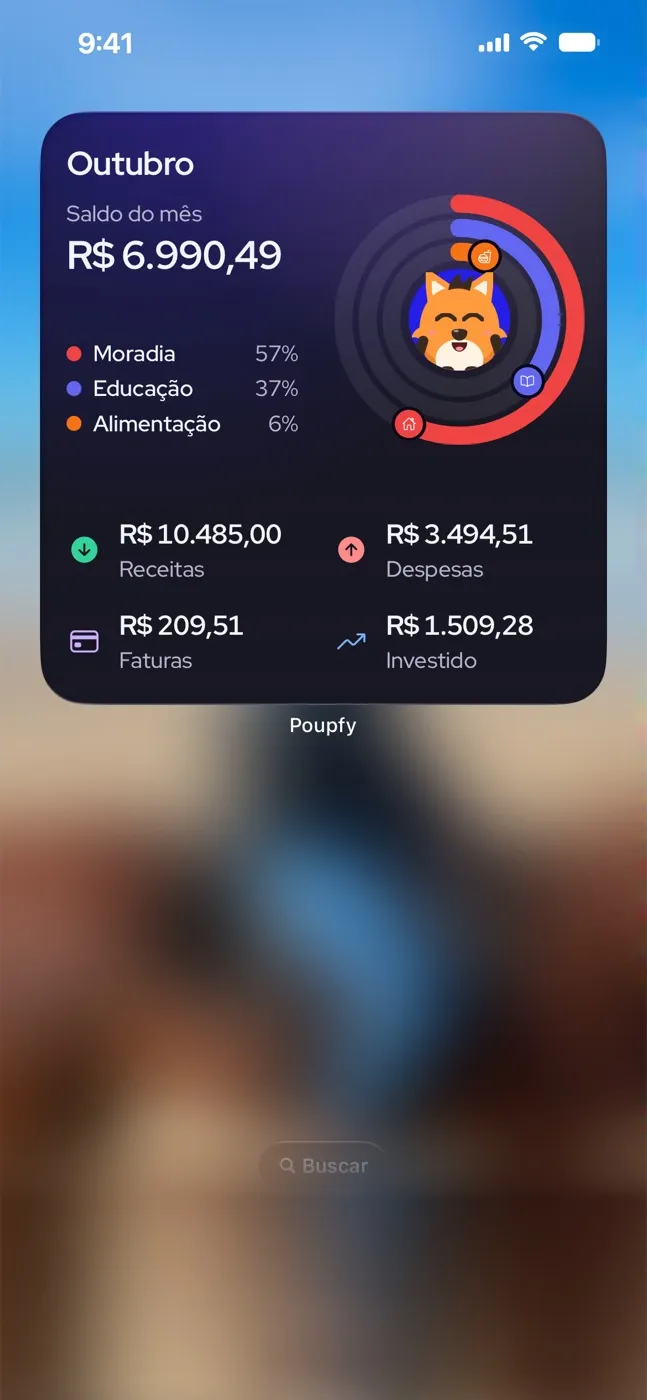 9:41
Outubro
Saldo do mês
R$ 6.990,49
Moradia 57%
Educação 37%
Alimentação 6%
R$ 10.485,00 R$ 3.494,51
Receitas Despesas
R$ 209,51 R$ 1.509,28
Faturas Investido
Poupfy
Buscar